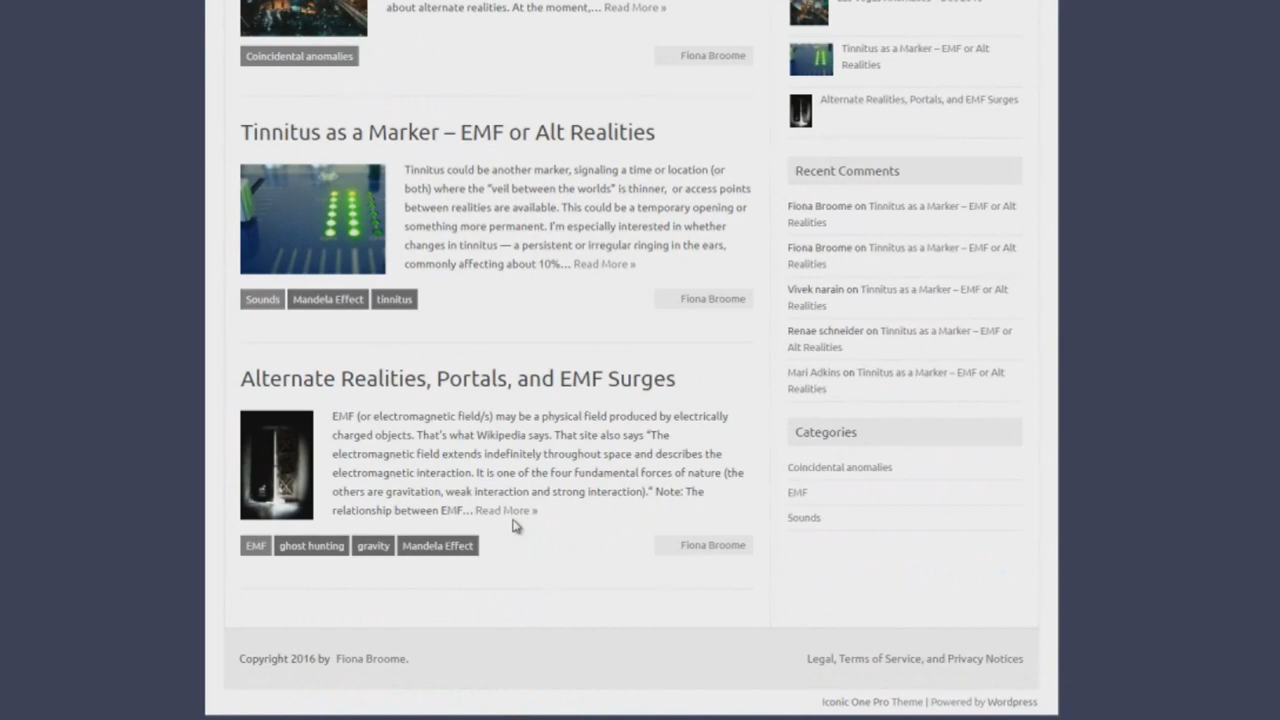 about alternate realities. At the moment,... Read More »
Coincidental anomalies
Fiona Broome
Tinnitus as a Marker – EMF or Alt Realities
Tinnitus could be another marker, signaling a time or location (or
both) where the "veil between the worlds" is thinner, or access points
between realities are available. This could be a temporary opening or
something more permanent. I'm especially interested in whether
changes in tinnitus — a persistent or irregular ringing in the ears,
commonly affecting about 10%... Read More »
Sounds Mandela Effect tinnitus
Fiona Broome
Alternate Realities, Portals, and EMF Surges
EMF (or electromagnetic field/s) may be a physical field produced by electrically
charged objects. That's what Wikipedia says. That site also says "The
electromagnetic field extends indefinitely throughout space and describes the
electromagnetic interaction. It is one of the four fundamental forces of nature (the
others are gravitation, weak interaction and strong interaction)." Note: The
relationship between EMF... Read More »
EMF ghost hunting gravity Mandela Effect
Fiona Broome
Tinnitus as a Marker – EMF or Alt
Realities
Alternate Realities, Portals, and EMF Surges
Recent Comments
Fiona Broome on Tinnitus as a Marker – EMF or Alt
Realities
Fiona Broome on Tinnitus as a Marker – EMF or Alt
Realities
Vivek narain on Tinnitus as a Marker – EMF or Alt
Realities
Renae schneider on Tinnitus as a Marker – EMF or
Alt Realities
Mari Adkins on Tinnitus as a Marker – EMF or Alt
Realities
Categories
Coincidental anomalies
EMF
Sounds
Copyright 2016 by Fiona Broome.
Legal, Terms of Service, and Privacy Notices
Iconic One Pro Theme | Powered by Wordpress